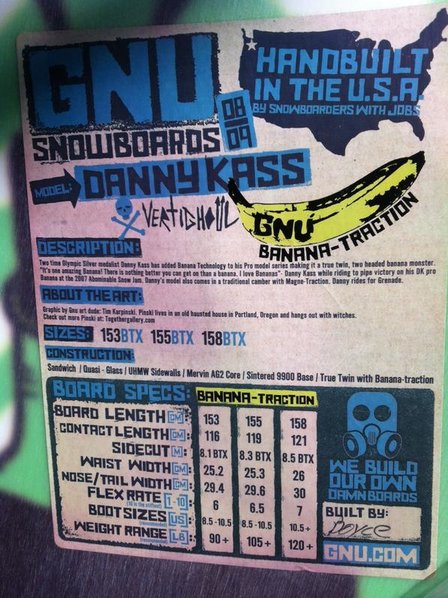 GNU
SNOWBOARDS
08
09
HANDBUILT
IN THE U.S.A.
BY SNOWBOARDERS WITH JOBS
MODEL:
DANNY KASS
VERTIGHOUL
GNU
BANANA-TRACTION
DESCRIPTION:
Two time Olympic Silver medalist Danny Kass has added Banana Technology to his Pro model series making it a true twin, two headed banana monster.
"It's one amazing Banana! There is nothing better you can get on than a banana. I love Bananas"- Danny Kass while riding to pipe victory on his DK pro
Banana at the 2007 Abominable Snow Jam. Danny's model also comes in a traditional camber with Magne-Traction. Danny rides for Grenade.
ABOUT THE ART:
Graphic by Gnu art dude: Tim Karpinski. Pinski lives in an old haunted house in Portland, Oregon and hangs out with witches.
Check out more Pinski at: Togethergallery.com
SIZES: 153BTX 155BTX 158BTX
CONSTRUCTION:
Sandwich / Quasi - Glass / UHMW Sidewalls / Mervin AG2 Core / Sintered 9900 Base / True Twin with Banana-traction
BOARD SPECS: BANANA-TRACTION
BOARD LENGTH [CM] 153 155 158
CONTACT LENGTH [CM] 116 119 121
SIDECUT [M] 8.1 BTX 8.3 BTX 8.5 BTX
WAIST WIDTH [CM] 25.2 25.3 26
NOSE/TAIL WIDTH [CM] 29.4 29.6 30
FLEX RATE [1-10] 6 6.5 7
BOOT SIZES [US] 8.5 - 10.5 8.5 - 10.5 10.5+
WEIGHT RANGE [LB] 90+ 105+ 120+
WE BUILD
OUR OWN
DAMN BOARDS
BUILT BY:
GNU.COM